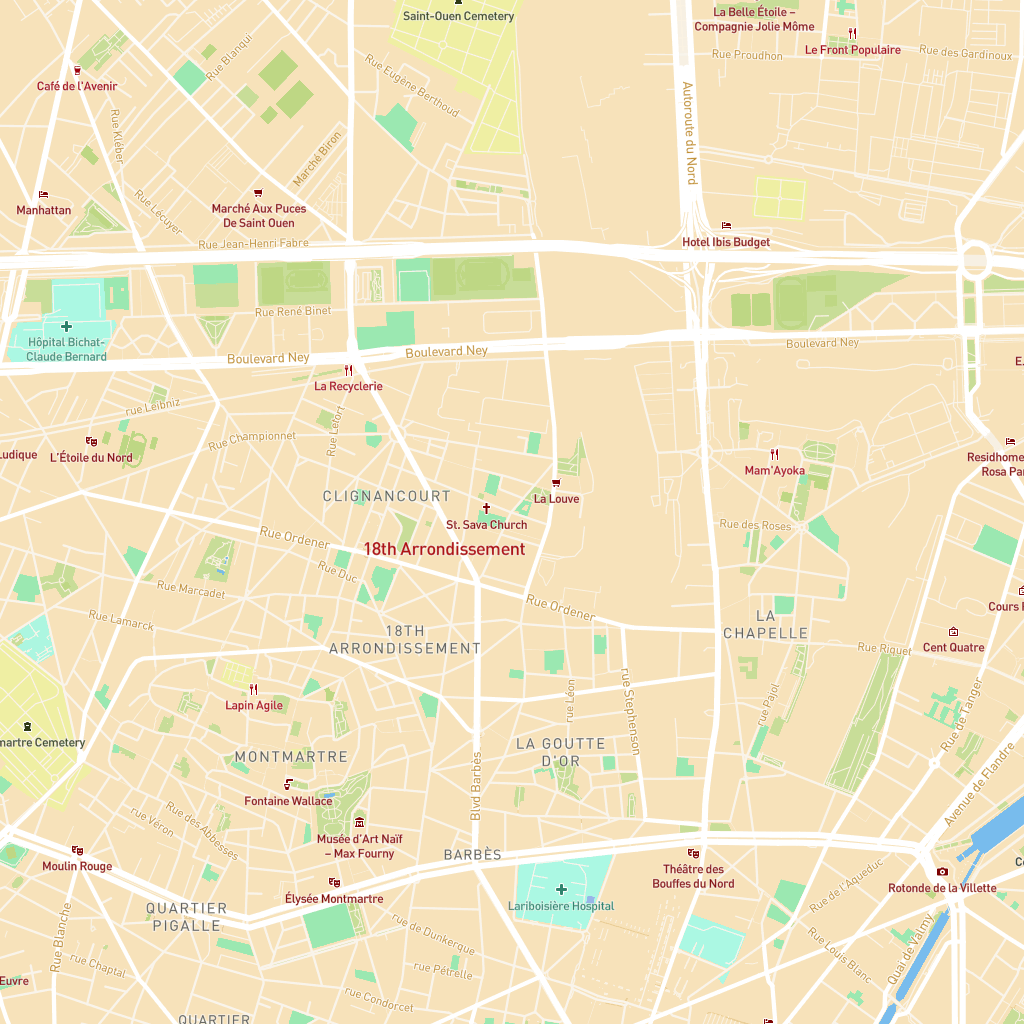 Saint-Ouen Cemetery
La Belle Étoile –
Compagnie Jolie Môme
Le Front Populaire
Rue Proudhon
Rue des Gardinoux
Rue Blanqui
Rue Eugène Berthoud
Café de l'Avenir
Autoroute du Nord
Rue Kléber
Marché Biron
Rue Lécuyer
Manhattan
Marché Aux Puces
De Saint Ouen
Rue Jean-Henri Fabre
Hotel Ibis Budget
Rue René Binet
Hôpital Bichat-
Claude Bernard
Boulevard Ney
Boulevard Ney
Boulevard Ney
E.
La Recyclerie
rue Leibniz
Rue Lefort
Rue Championnet
Ludique
L'Étoile du Nord
Mam'Ayoka
Residhome
Rosa Par
CLIGNANCOURT
La Louve
St. Sava Church
Rue des Roses
Rue Ordener
18th Arrondissement
Rue Duc
Rue Marcadet
Rue Ordener
Cours F
Rue Lamarck
18TH
ARRONDISSEMENT
LA
CHAPELLE
Cent Quatre
Rue Riquet
rue Léon
rue Stephenson
rue Pajol
Rue de Tanger
Lapin Agile
martre Cemetery
MONTMARTRE
LA GOUTTE
D'OR
Blvd Barbès
Avenue de Flandre
Fontaine Wallace
rue Véron
Rue des Abbesses
Musée d'Art Naïf
– Max Fourny
BARBÈS
Moulin Rouge
Théâtre des
Bouffes du Nord
Rue de l'Aqueduc
Rotonde de la Villette
Co
Élysée Montmartre
Lariboisière Hospital
QUARTIER
PIGALLE
Rue Blanche
rue de Dunkerque
Rue Louis Blanc
Quai de Valmy
rue Chaptal
rue Pétrelle
Euvre
rue Condorcet
QUARTIER